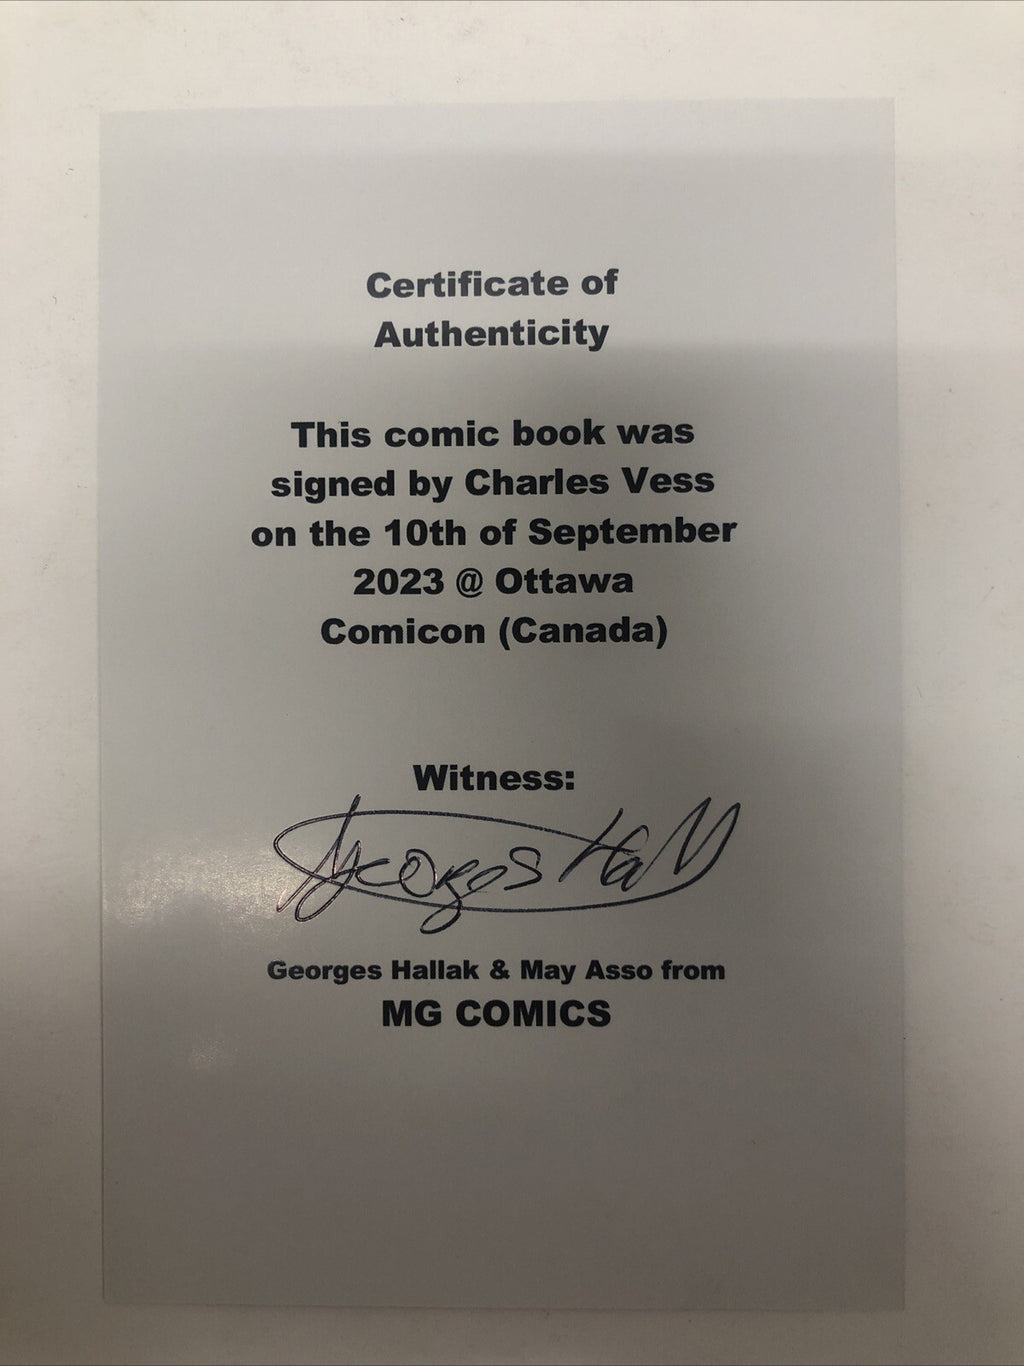 Certificate of
Authenticity
This comic book was
signed by Charles Vess
on the 10th of September
2023 @ Ottawa
Comicon (Canada)
Witness:
Georges Hall
Georges Hallak & May Asso from
MG COMICS